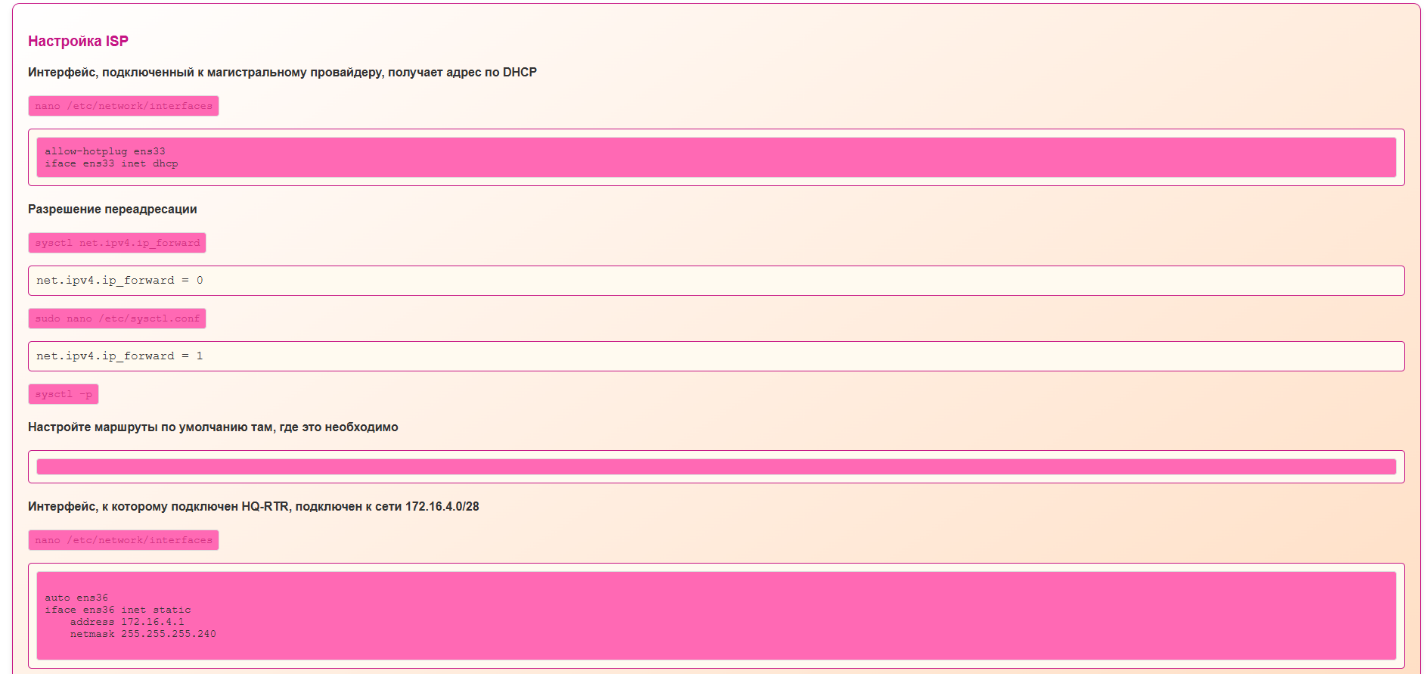 Настройка ISP
Интерфейс, подключенный к магистральному провайдеру, получает адрес по DHCP
nano /etc/network/interfaces
allow-hotplug ens33
iface ens33 inet dhcp
Разрешение переадресации
sysctl net.ipv4.ip_forward
net.ipv4.ip_forward = 0
sudo nano /etc/sysctl.conf
net.ipv4.ip_forward = 1
sysctl -p
Настройте маршруты по умолчанию там, где это необходимо
Интерфейс, к которому подключен HQ-RTR, подключен к сети 172.16.4.0/28
nano /etc/network/interfaces
auto ens36
iface ens36 inet static
    address 172.16.4.1
    netmask 255.255.255.240